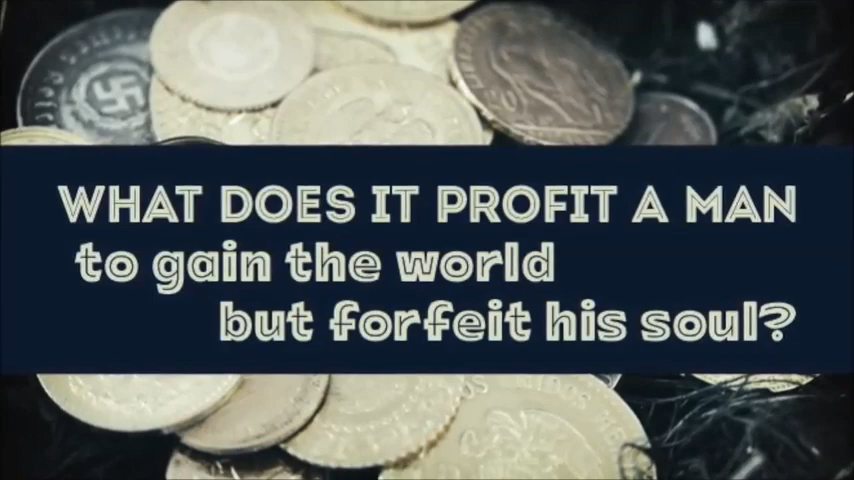 WHAT DOES IT PROFIT A MAN
to gain the world
but forfeit his soul?